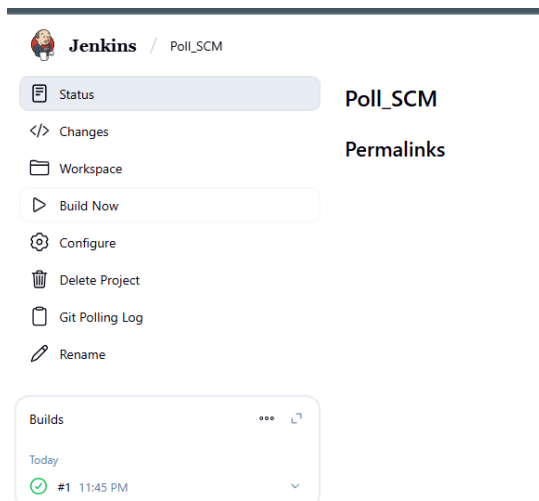 Jenkins / Poll_SCM
Status
Poll_SCM
Changes
Permalinks
Workspace
Build Now
Configure
Delete Project
Git Polling Log
Rename
Builds
Today
#1 11:45 PM